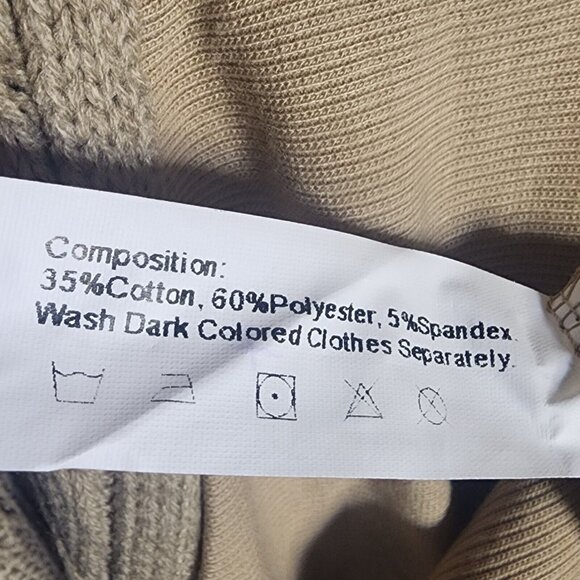 Composition:
35%Cotton, 60%Polyester, 5%Spandex.
Wash Dark Colored Clothes Separately.